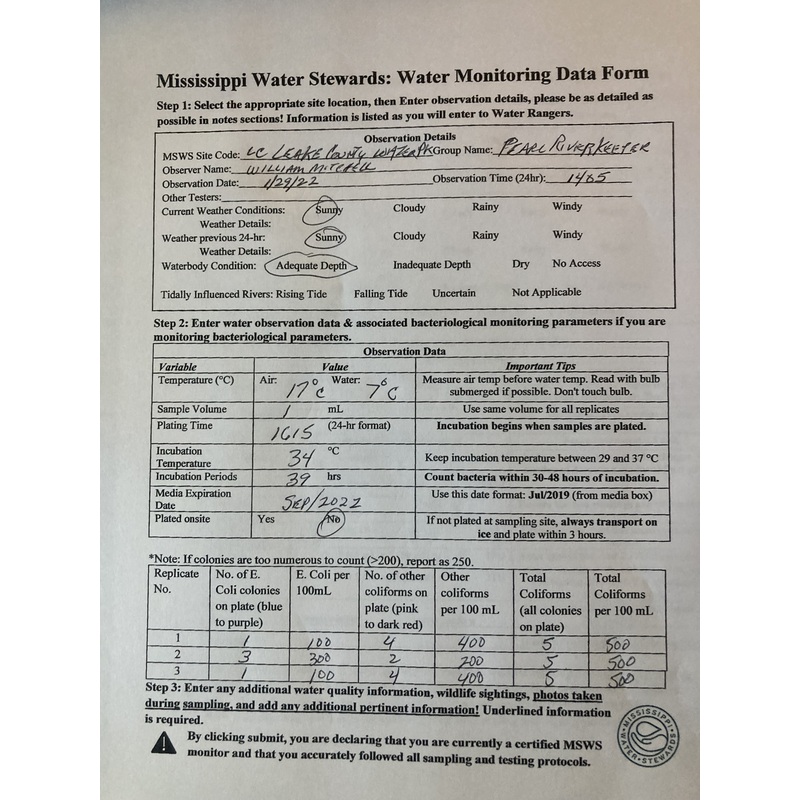 Mississippi Water Stewards: Water Monitoring Data Form
Step 1: Select the appropriate site location, then Enter observation details, please be as detailed as
possible in notes sections! Information is listed as you will enter to Water Rangers.
Observation Details
MSWS Site Code: LC LEAKE COUNTY WATERPK Group Name: PEARL RIVERKEEPER
Observer Name: WILLIAM MITCHELL
Observation Date: 1/29/22 Observation Time (24hr): 1465
Other Testers:
Current Weather Conditions: Sunny Cloudy Rainy Windy
Weather Details:
Weather previous 24-hr: Sunny Cloudy Rainy Windy
Weather Details:
Waterbody Condition: Adequate Depth Inadequate Depth Dry No Access
Tidally Influenced Rivers: Rising Tide Falling Tide Uncertain Not Applicable
Step 2: Enter water observation data & associated bacteriological monitoring parameters if you are
monitoring bacteriological parameters.
Observation Data
Variable Value Important Tips
Temperature (°C) Air: 17°C Water: 7°C Measure air temp before water temp. Read with bulb
submerged if possible. Don't touch bulb.
Sample Volume 1 mL Use same volume for all replicates
Plating Time 1615 (24-hr format) Incubation begins when samples are plated.
Incubation
Temperature 34 °C Keep incubation temperature between 29 and 37 °C
Incubation Periods 39 hrs Count bacteria within 30-48 hours of incubation.
Media Expiration
Date SEP/2022 Use this date format: Jul/2019 (from media box)
Plated onsite Yes No If not plated at sampling site, always transport on
ice and plate within 3 hours.
*Note: If colonies are too numerous to count (>200), report as 250.
Replicate No. of E. E. Coli per No. of other Other Total Total
No. Coli colonies 100mL coliforms on coliforms Coliforms Coliforms
on plate (blue plate (pink per 100 mL (all colonies per 100 mL
to purple) to dark red) on plate)
1 1 100 4 400 5 500
2 3 300 2 200 5 500
3 1 100 4 400 5 500
Step 3: Enter any additional water quality information, wildlife sightings, photos taken
during sampling, and add any additional pertinent information! Underlined information
is required.
By clicking submit, you are declaring that you are currently a certified MSWS
monitor and that you accurately followed all sampling and testing protocols.
MISSISSIPPI
WATER STEWARDS